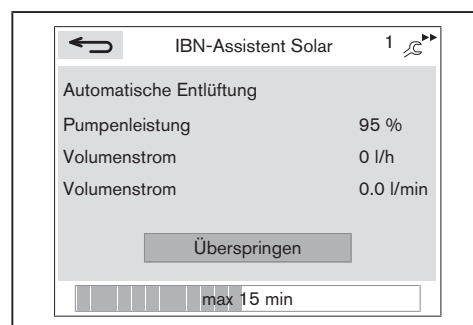 IBN-Assistent Solar 1
Automatische Entlüftung
Pumpenleistung 95 %
Volumenstrom 0 l/h
Volumenstrom 0.0 l/min
Überspringen
max 15 min